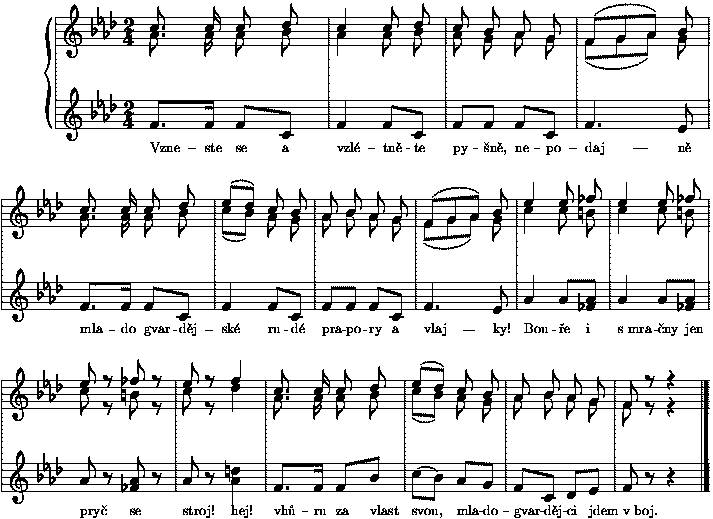 Vzne - ste se a vzlé - tně - te py - šně, ne - po - daj — ně
mla - do gvar - děj - ské ru - dé pra - po - ry a vlaj — ky! Bou - ře i s mra - čny jen
pryč se stroj! hej! vhů - ru za vlast svou, mla - do - gvar - děj - ci jdem v boj.